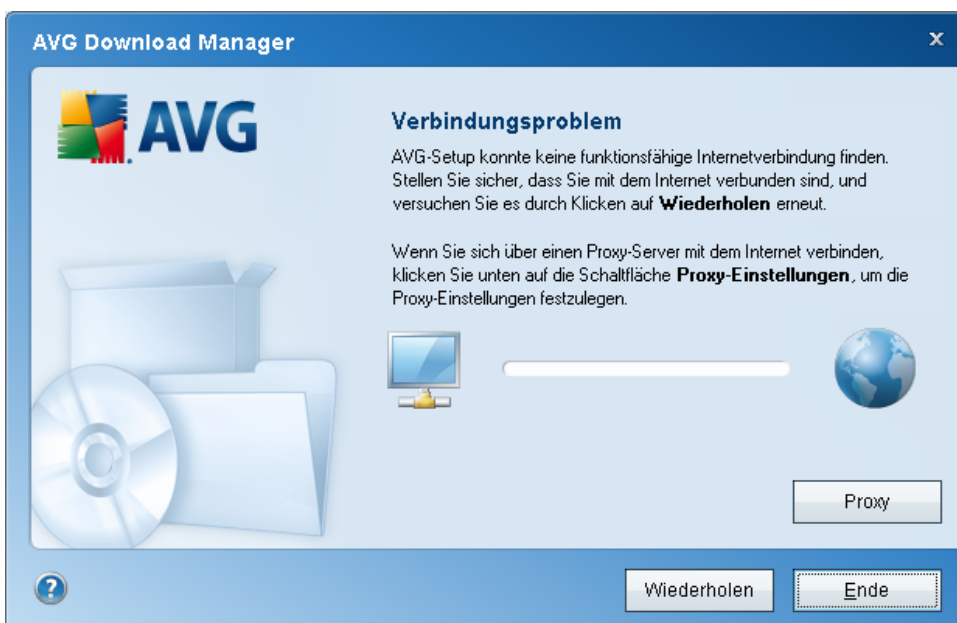 AVG Download Manager
x
AVG
Verbindungsproblem
AVG-Setup konnte keine funktionsfähige Internetverbindung finden.
Stellen Sie sicher, dass Sie mit dem Internet verbunden sind, und
versuchen Sie es durch Klicken auf Wiederholen erneut.
Wenn Sie sich über einen Proxy-Server mit dem Internet verbinden,
klicken Sie unten auf die Schaltfläche Proxy-Einstellungen, um die
Proxy-Einstellungen festzulegen.
Proxy
?
Wiederholen
Ende